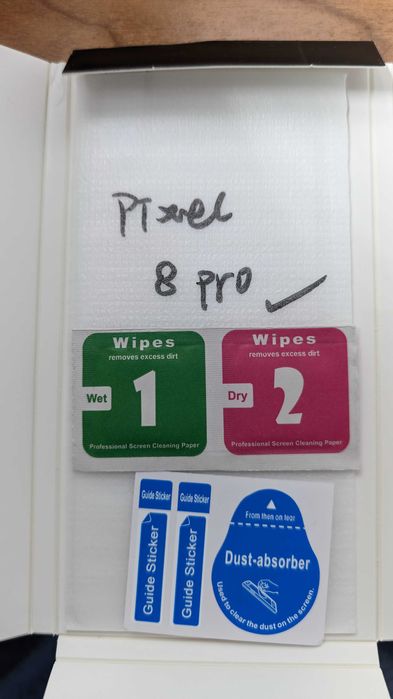 PIxel
8 pro ✓
Wipes
removes excess dirt
Wet
1
Professional Screen Cleaning Paper
Wipes
removes excess dirt
Dry
2
Professional Screen Cleaning Paper
Guide Sticker
Guide Sticker
Guide Sticker
Guide Sticker
From then on tear
Dust-absorber
Used to clear the dust on the screen.